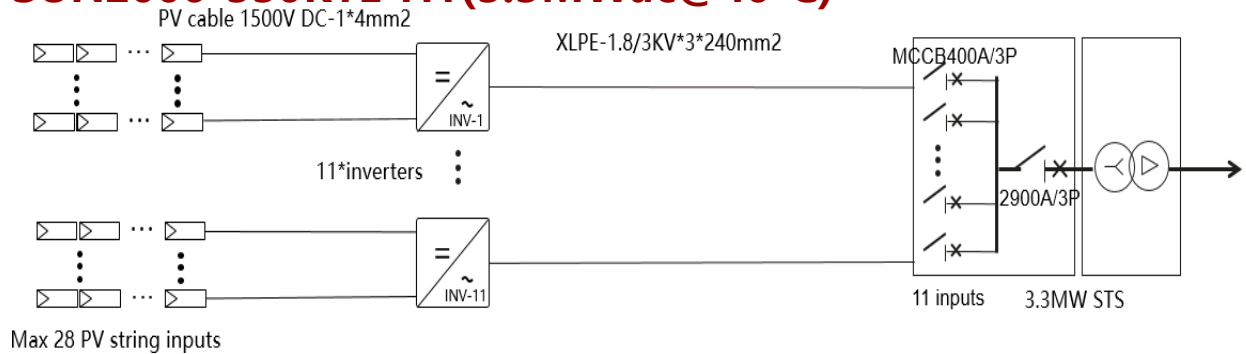 PV cable 1500V DC-1*4mm2
XLPE-1.8/3KV*3*240mm2
MCCB400A/3P
=
~
INV-1
11*inverters
2900A/3P
=
~
INV-11
11 inputs
3.3MW STS
Max 28 PV string inputs